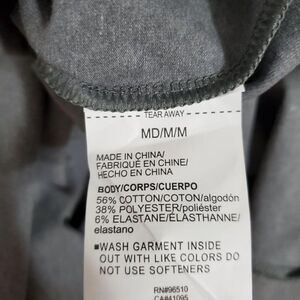 TEAR AWAY
MD/M/M
MADE IN CHINA/
FABRIQUÉ EN CHINE/
HECHO EN CHINA
BODY/CORPS/CUERPO
56% COTTON/COTON/algodón
38% POLYESTER/poliéster
6% ELASTANE/ÉLASTHANNE/
elastano
■WASH GARMENT INSIDE
OUT WITH LIKE COLORS DO
NOT USE SOFTENERS
RN#96510
CA#41095